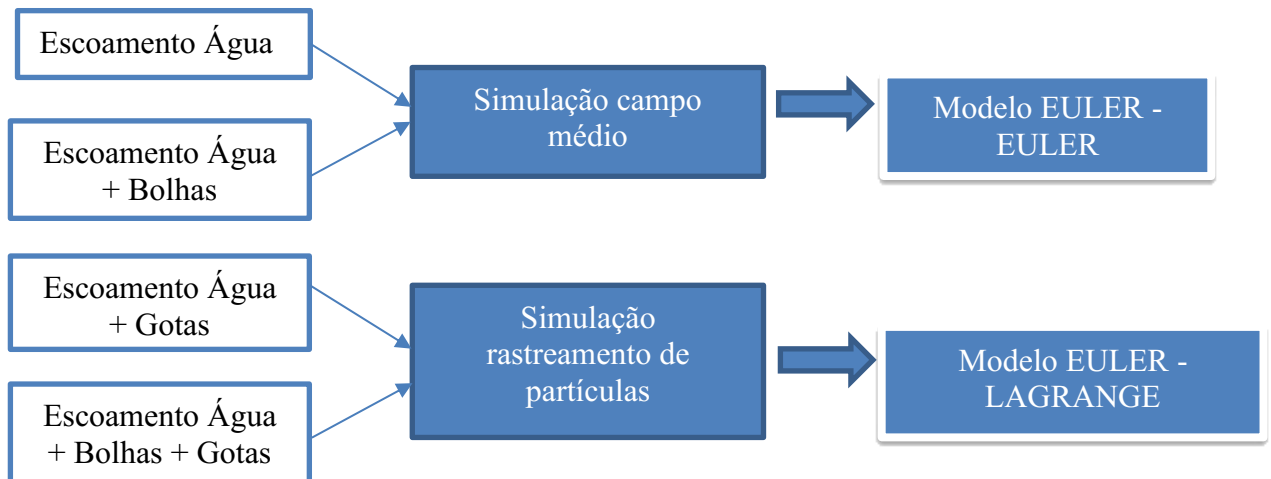 Escoamento Água
Escoamento Água
+ Bolhas
Simulação campo
médio
Modelo EULER -
EULER
Escoamento Água
+ Gotas
Escoamento Água
+ Bolhas + Gotas
Simulação
rastreamento de
partículas
Modelo EULER -
LAGRANGE